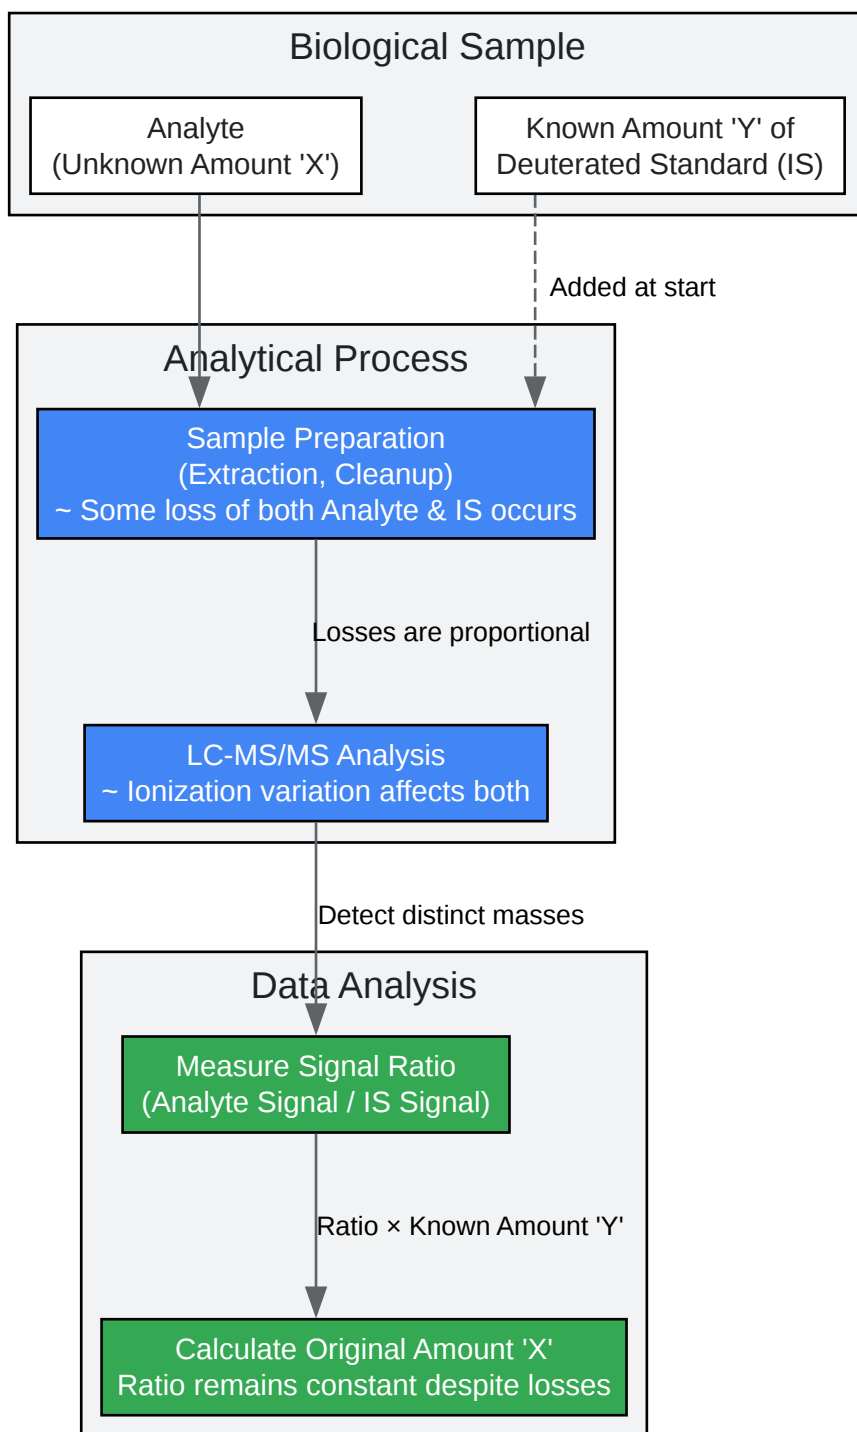 Biological Sample
Analyte
(Unknown Amount 'X')
Known Amount 'Y' of
Deuterated Standard (IS)
Added at start
Analytical Process
Sample Preparation
(Extraction, Cleanup)
~ Some loss of both Analyte & IS occurs
Losses are proportional
LC-MS/MS Analysis
~ Ionization variation affects both
Detect distinct masses
Data Analysis
Measure Signal Ratio
(Analyte Signal / IS Signal)
Ratio × Known Amount 'Y'
Calculate Original Amount 'X'
Ratio remains constant despite losses